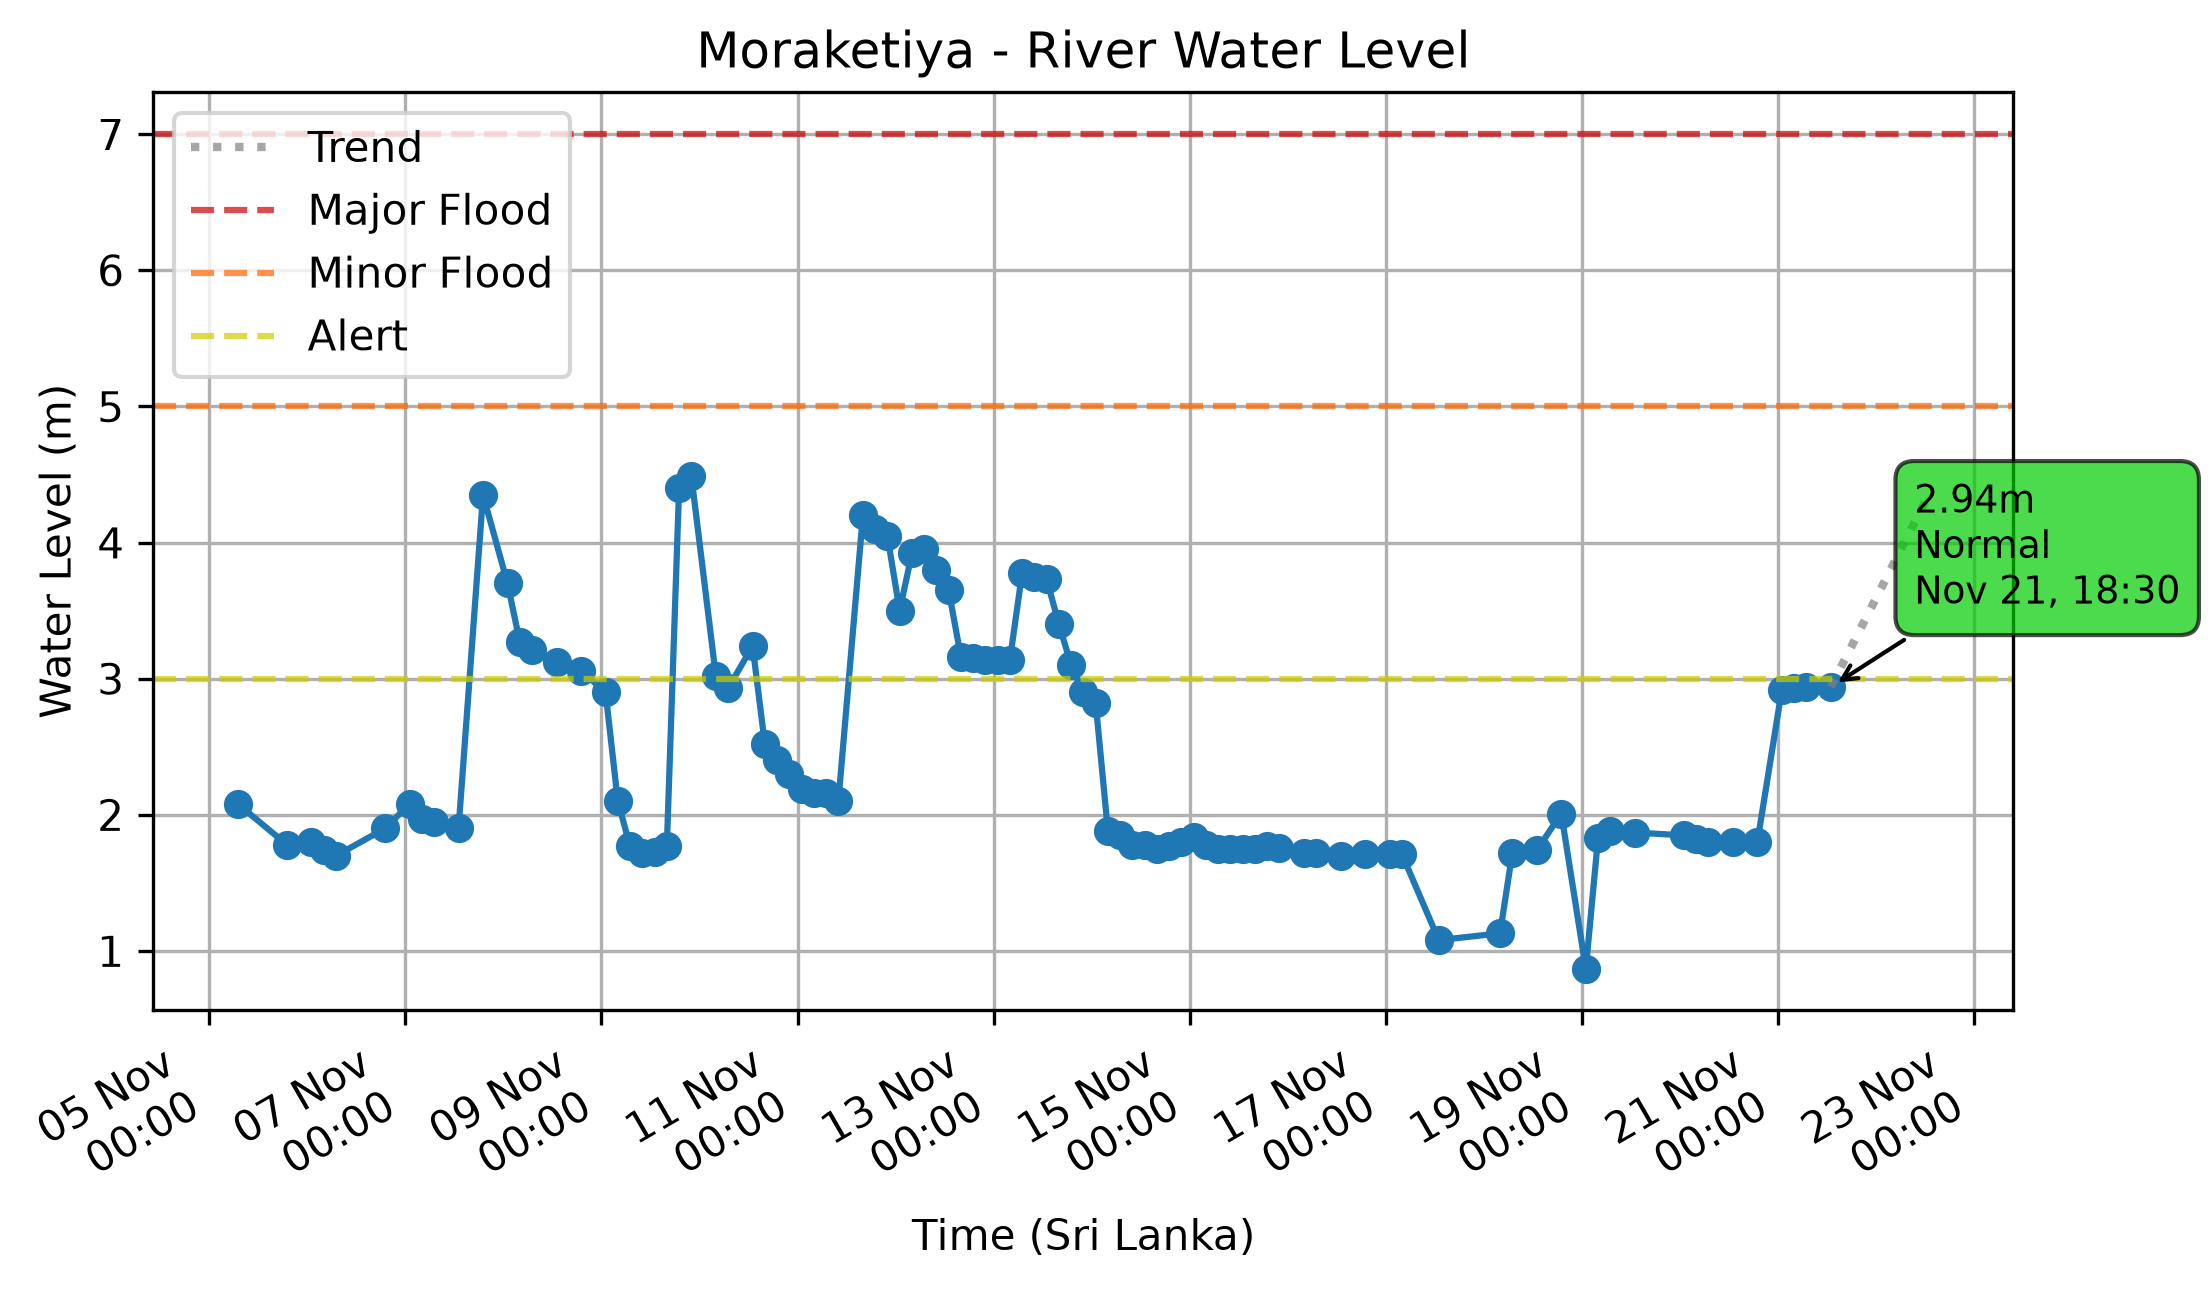 Moraketiya - River Water Level
Trend
Major Flood
Minor Flood
Alert
7
6
5
4
3
2
1
Water Level (m)
2.94m
Normal
Nov 21, 18:30
05 Nov
00:00
07 Nov
00:00
09 Nov
00:00
11 Nov
00:00
13 Nov
00:00
15 Nov
00:00
17 Nov
00:00
19 Nov
00:00
21 Nov
00:00
23 Nov
00:00
Time (Sri Lanka)